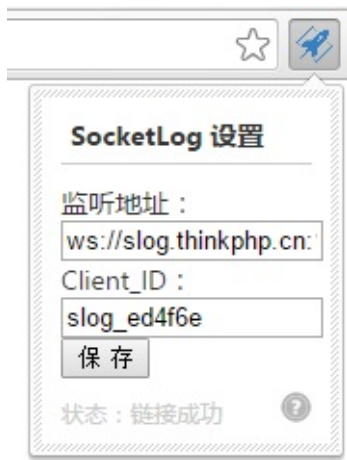 SocketLog 设置
监听地址：
ws://slog.thinkphp.cn:
Client_ID：
slog_ed4f6e
保 存
状态：链接成功
?